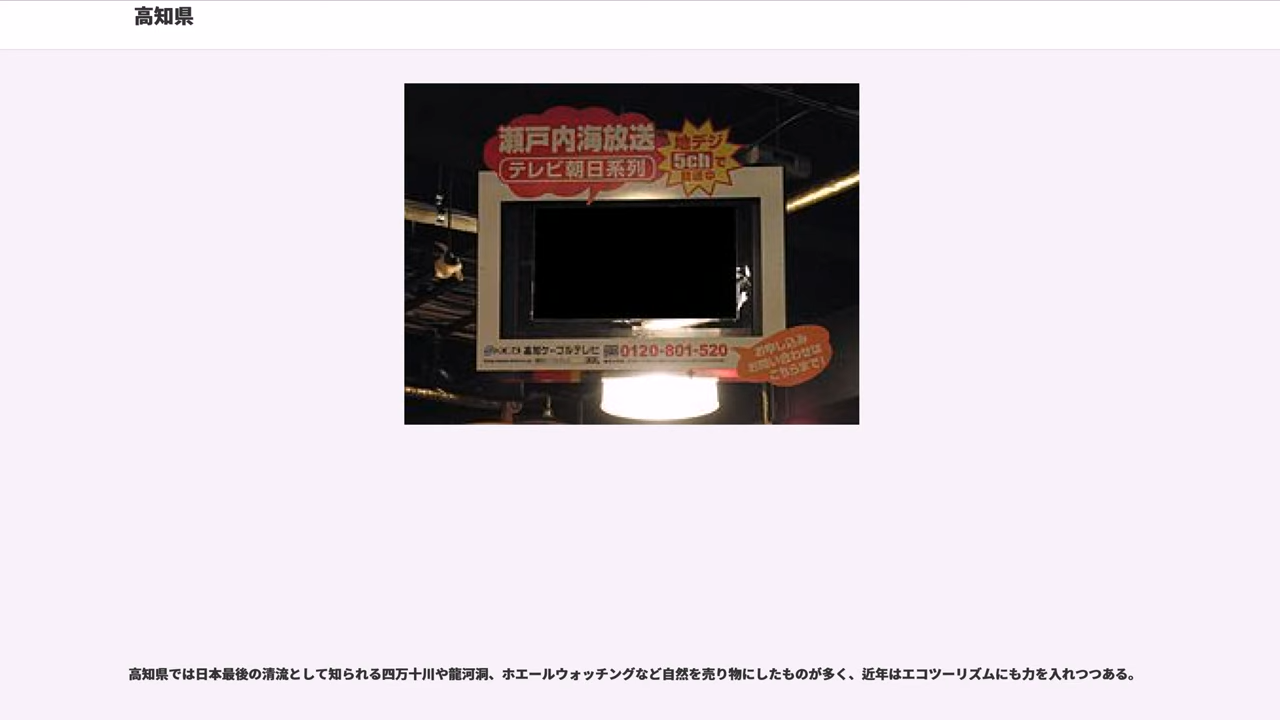 高知県
瀬戸内海放送
テレビ朝日系列
地デジ
5chで
放送中
高知ケーブルテレビ 0120-801-520
お申し込み
お問い合わせは
こちらまで!
高知県では日本最後の清流として知られる四万十川や龍河洞、ホエールウォッチングなど自然を売り物にしたものが多く、近年はエコツーリズムにも力を入れつつある。